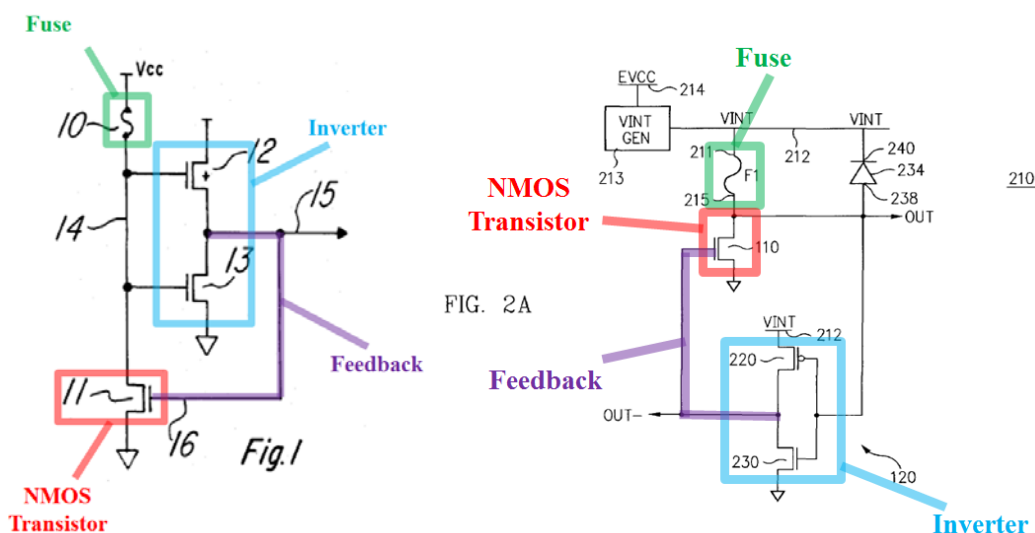 Fuse
Vcc
10
12
Inverter
15
14
13
Feedback
11
16
Fig.1
NMOS
Transistor
Fuse
EVCC
214
VINT
VINT
VINT
GEN
213
212
211
F1
215
240
234
238
210
OUT
NMOS
Transistor
110
FIG. 2A
VINT
212
220
Feedback
OUT-
230
120
Inverter